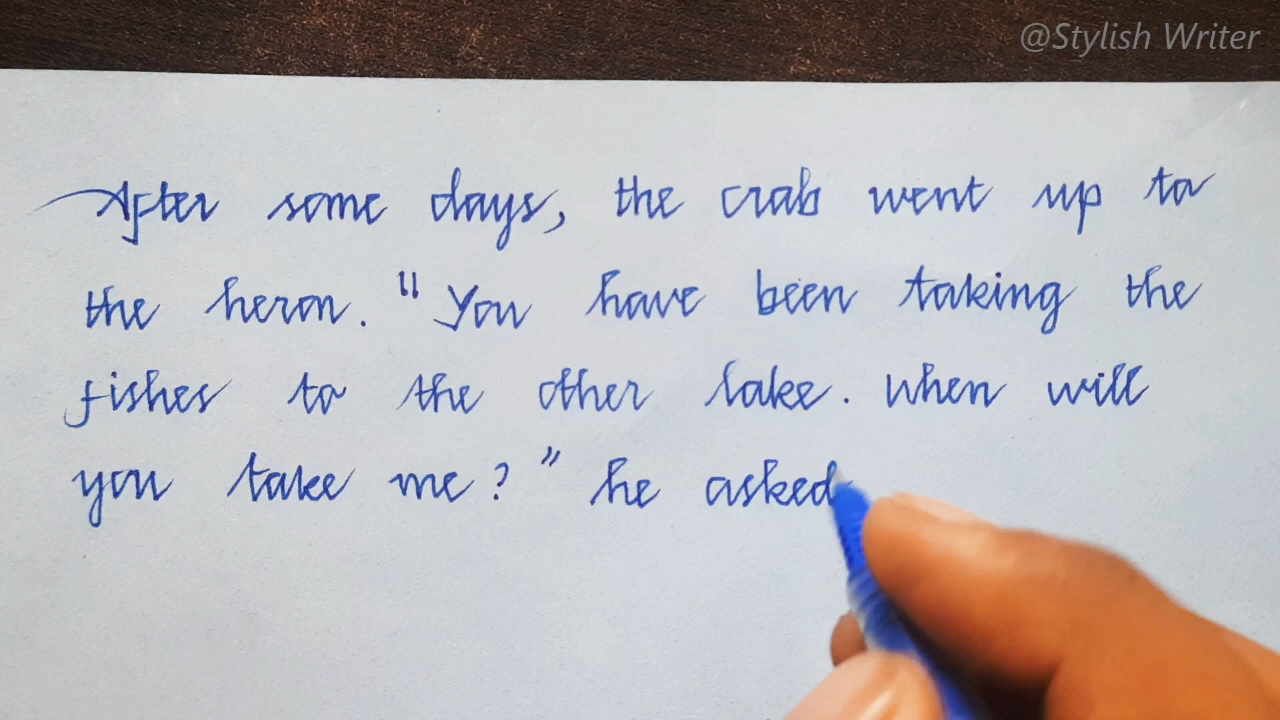 @Stylish Writer
After some days, the crab went up to
the heron. "You have been taking the
fishes to the other lake. When will
you take me?" he asked